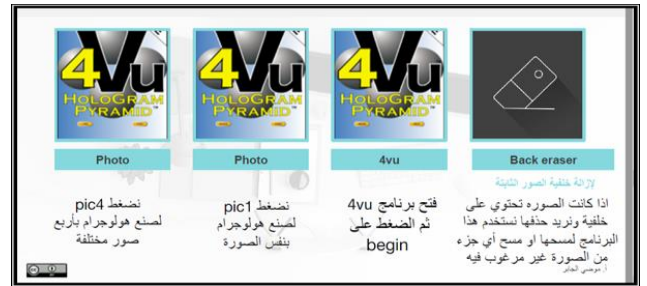 4Vu
HOLOGRAM
PYRAMID
4Vu
HOLOGRAM
PYRAMID
4Vu
HOLOGRAM
PYRAMID
Photo
Photo
4vu
Back eraser
لإزالة خلفية الصور الثابتة
اذا كانت الصوره تحتوي على
خلفية ونريد حذفها نستخدم هذا
البرنامج لمسحها او مسح أي جزء
من الصورة غير مرغوب فيه
فتح برنامج 4vu
ثم الضغط على
begin
نضغط pic1
لصنع هولوجرام
بنفس الصورة
نضغط pic4
لصنع هولوجرام بأربع
صور مختلفة